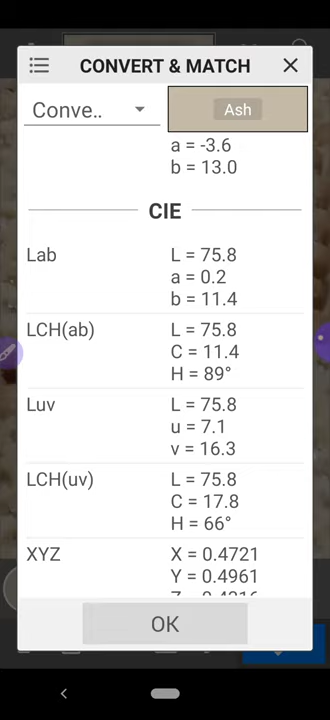 CONVERT & MATCH
Conve..
Ash
a = -3.6
b = 13.0
CIE
Lab
L = 75.8
a = 0.2
b = 11.4
LCH(ab)
L = 75.8
C = 11.4
H = 89°
Luv
L = 75.8
u = 7.1
v = 16.3
LCH(uv)
L = 75.8
C = 17.8
H = 66°
XYZ
X = 0.4721
Y = 0.4961
OK